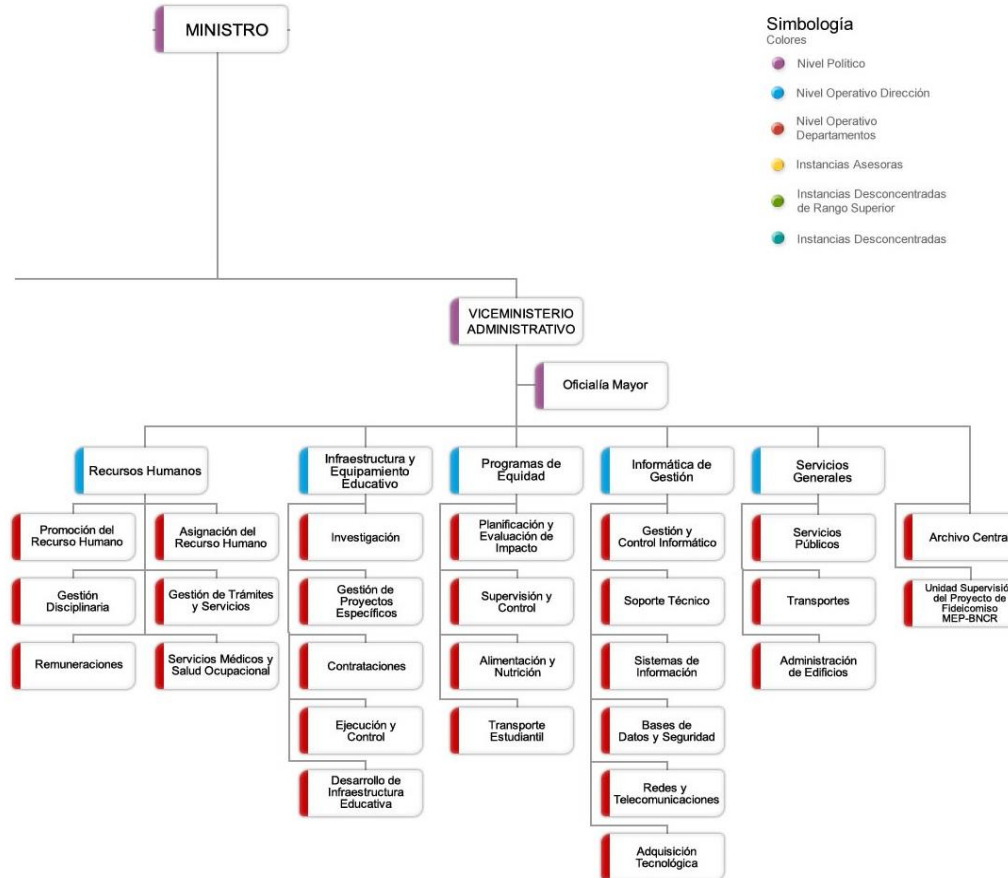 MINISTRO
Simbología
Colores
Nivel Político
Nivel Operativo Dirección
Nivel Operativo
Departamentos
Instancias Asesoras
Instancias Desconcentradas
de Rango Superior
Instancias Desconcentradas
VICEMINISTERIO
ADMINISTRATIVO
Oficialía Mayor
Recursos Humanos
Infraestructura y
Equipamiento
Educativo
Programas de
Equidad
Informática de
Gestión
Servicios
Generales
Promoción del
Recurso Humano
Asignación del
Recurso Humano
Investigación
Planificación y
Evaluación de
Impacto
Gestión y
Control Informático
Servicios
Públicos
Archivo Centra
Gestión
Disciplinaria
Gestión de Trámites
y Servicios
Gestión de
Proyectos
Específicos
Supervisión y
Control
Soporte Técnico
Transportes
Unidad Supervisió
del Proyecto de
Fideicomiso
MEP-BNCR
Remuneraciones
Servicios Médicos y
Salud Ocupacional
Contrataciones
Alimentación y
Nutrición
Sistemas de
Información
Administración
de Edificios
Ejecución y
Control
Transporte
Estudiantil
Bases de
Datos y Seguridad
Desarrollo de
Infraestructura
Educativa
Redes y
Telecomunicaciones
Adquisición
Tecnológica